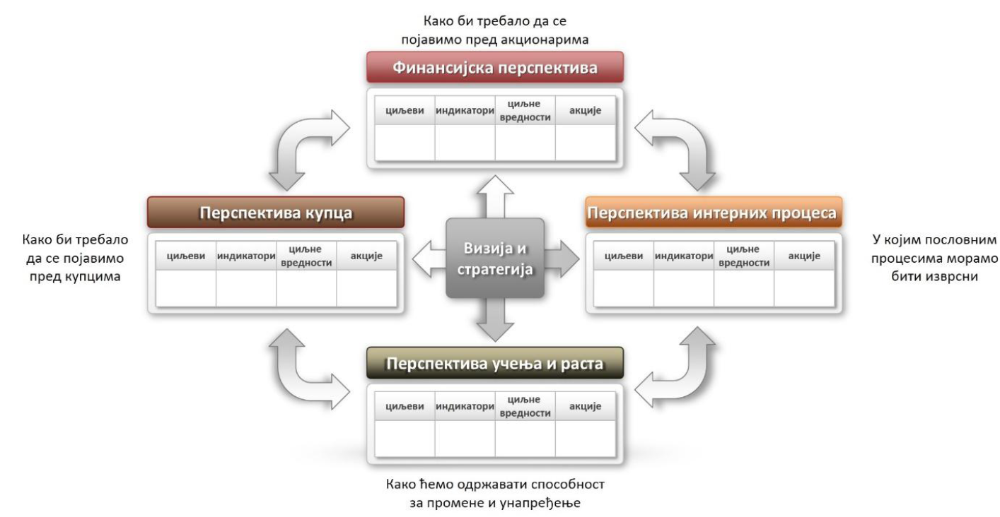 Како би требало да се
појавимо пред акционарима
Финансијска перспектива
циљеви индикатори циљне вредности акције
Перспектива купца
Како би требало
да се појавимо
пред купцима
циљеви индикатори циљне вредности акције
Визија и
стратегија
Перспектива интерних процеса
циљеви индикатори циљне вредности акције
У којим пословним
процесима морамо
бити изврсни
Перспектива учења и раста
циљеви индикатори циљне вредности акције
Како ћемо одржавати способност
за промене и унапређење